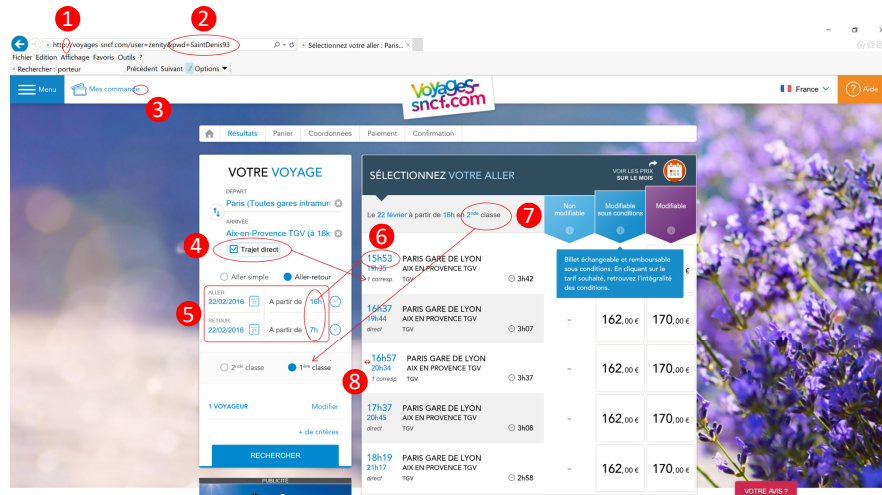 1
2
http://voyages-sncf.com/user=zenity&pwd=SaintDenis93
Sélectionnez votre aller : Paris... ×
Fichier Edition Affichage Favoris Outils ?
× Rechercher : porteur Précédent Suivant Options
Menu
Mes commande
3
Voyages-
sncf.com
France
? Aide
Résultats Panier Coordonnées Paiement Confirmation
VOTRE VOYAGE
DÉPART
Paris (Toutes gares intramuro
ARRIVÉE
Aix-en-Provence TGV (à 18k
4
Trajet direct
Aller simple Aller-retour
5
ALLER
22/02/2016 A partir de 16h
RETOUR
22/02/2016 A partir de 7h
2nde classe 1ère classe
1 VOYAGEUR Modifier
+ de critères
RECHERCHER
PUBLICITÉ
SÉLECTIONNEZ VOTRE ALLER
VOIR LES PRIX
SUR LE MOIS
Le 22 février à partir de 16h en 2nde classe
7
Non
modifiable
Modifiable
sous conditions
Modifiable
6
Billet échangeable et remboursable
sous conditions. En cliquant sur le
tarif souhaité, retrouvez l'intégralité
des conditions.
15h53 PARIS GARE DE LYON
19h35 AIX EN PROVENCE TGV
1 corresp. TGV 3h42
€
16h37 PARIS GARE DE LYON
19h44 AIX EN PROVENCE TGV
direct TGV 3h07
- 162,00 € 170,00 €
16h57 PARIS GARE DE LYON
20h34 AIX EN PROVENCE TGV
8
1 corresp. TGV 3h37
- 162,00 € 170,00 €
17h37 PARIS GARE DE LYON
20h45 AIX EN PROVENCE TGV
direct TGV 3h08
- 162,00 € 170,00 €
18h19 PARIS GARE DE LYON
21h17 AIX EN PROVENCE TGV
direct TGV 2h58
- 162,00 € 170,00 €
VOTRE AVIS ?